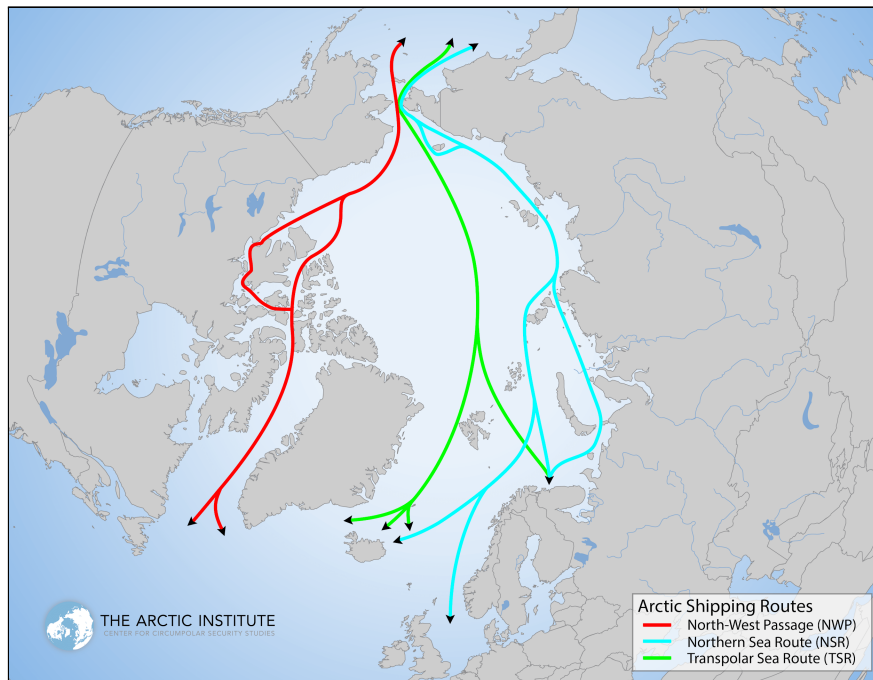 THE ARCTIC INSTITUTE
CENTER FOR CIRCUMPOLAR SECURITY STUDIES
Arctic Shipping Routes
North-West Passage (NWP)
Northern Sea Route (NSR)
Transpolar Sea Route (TSR)